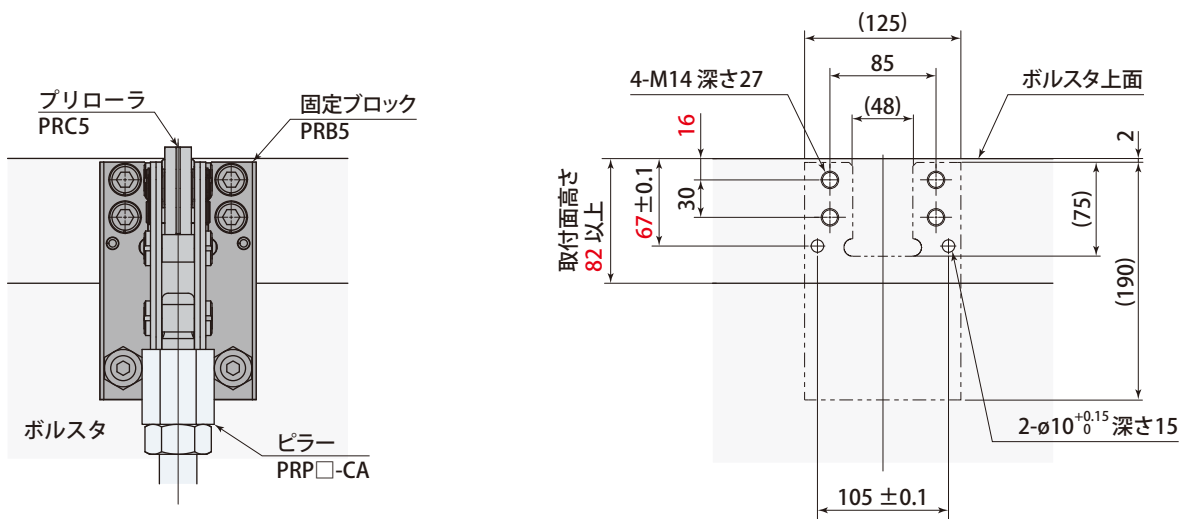 プリローラ
PRC5
固定ブロック
PRB5
ボルスタ
ピラー
PRP□-CA
(125)
4-M14 深さ27
85
ボルスタ上面
(48)
16
2
取付面高さ
82 以上
67±0.1
30
(75)
(190)
2-ø10 +0.15 0 深さ15
105 ±0.1